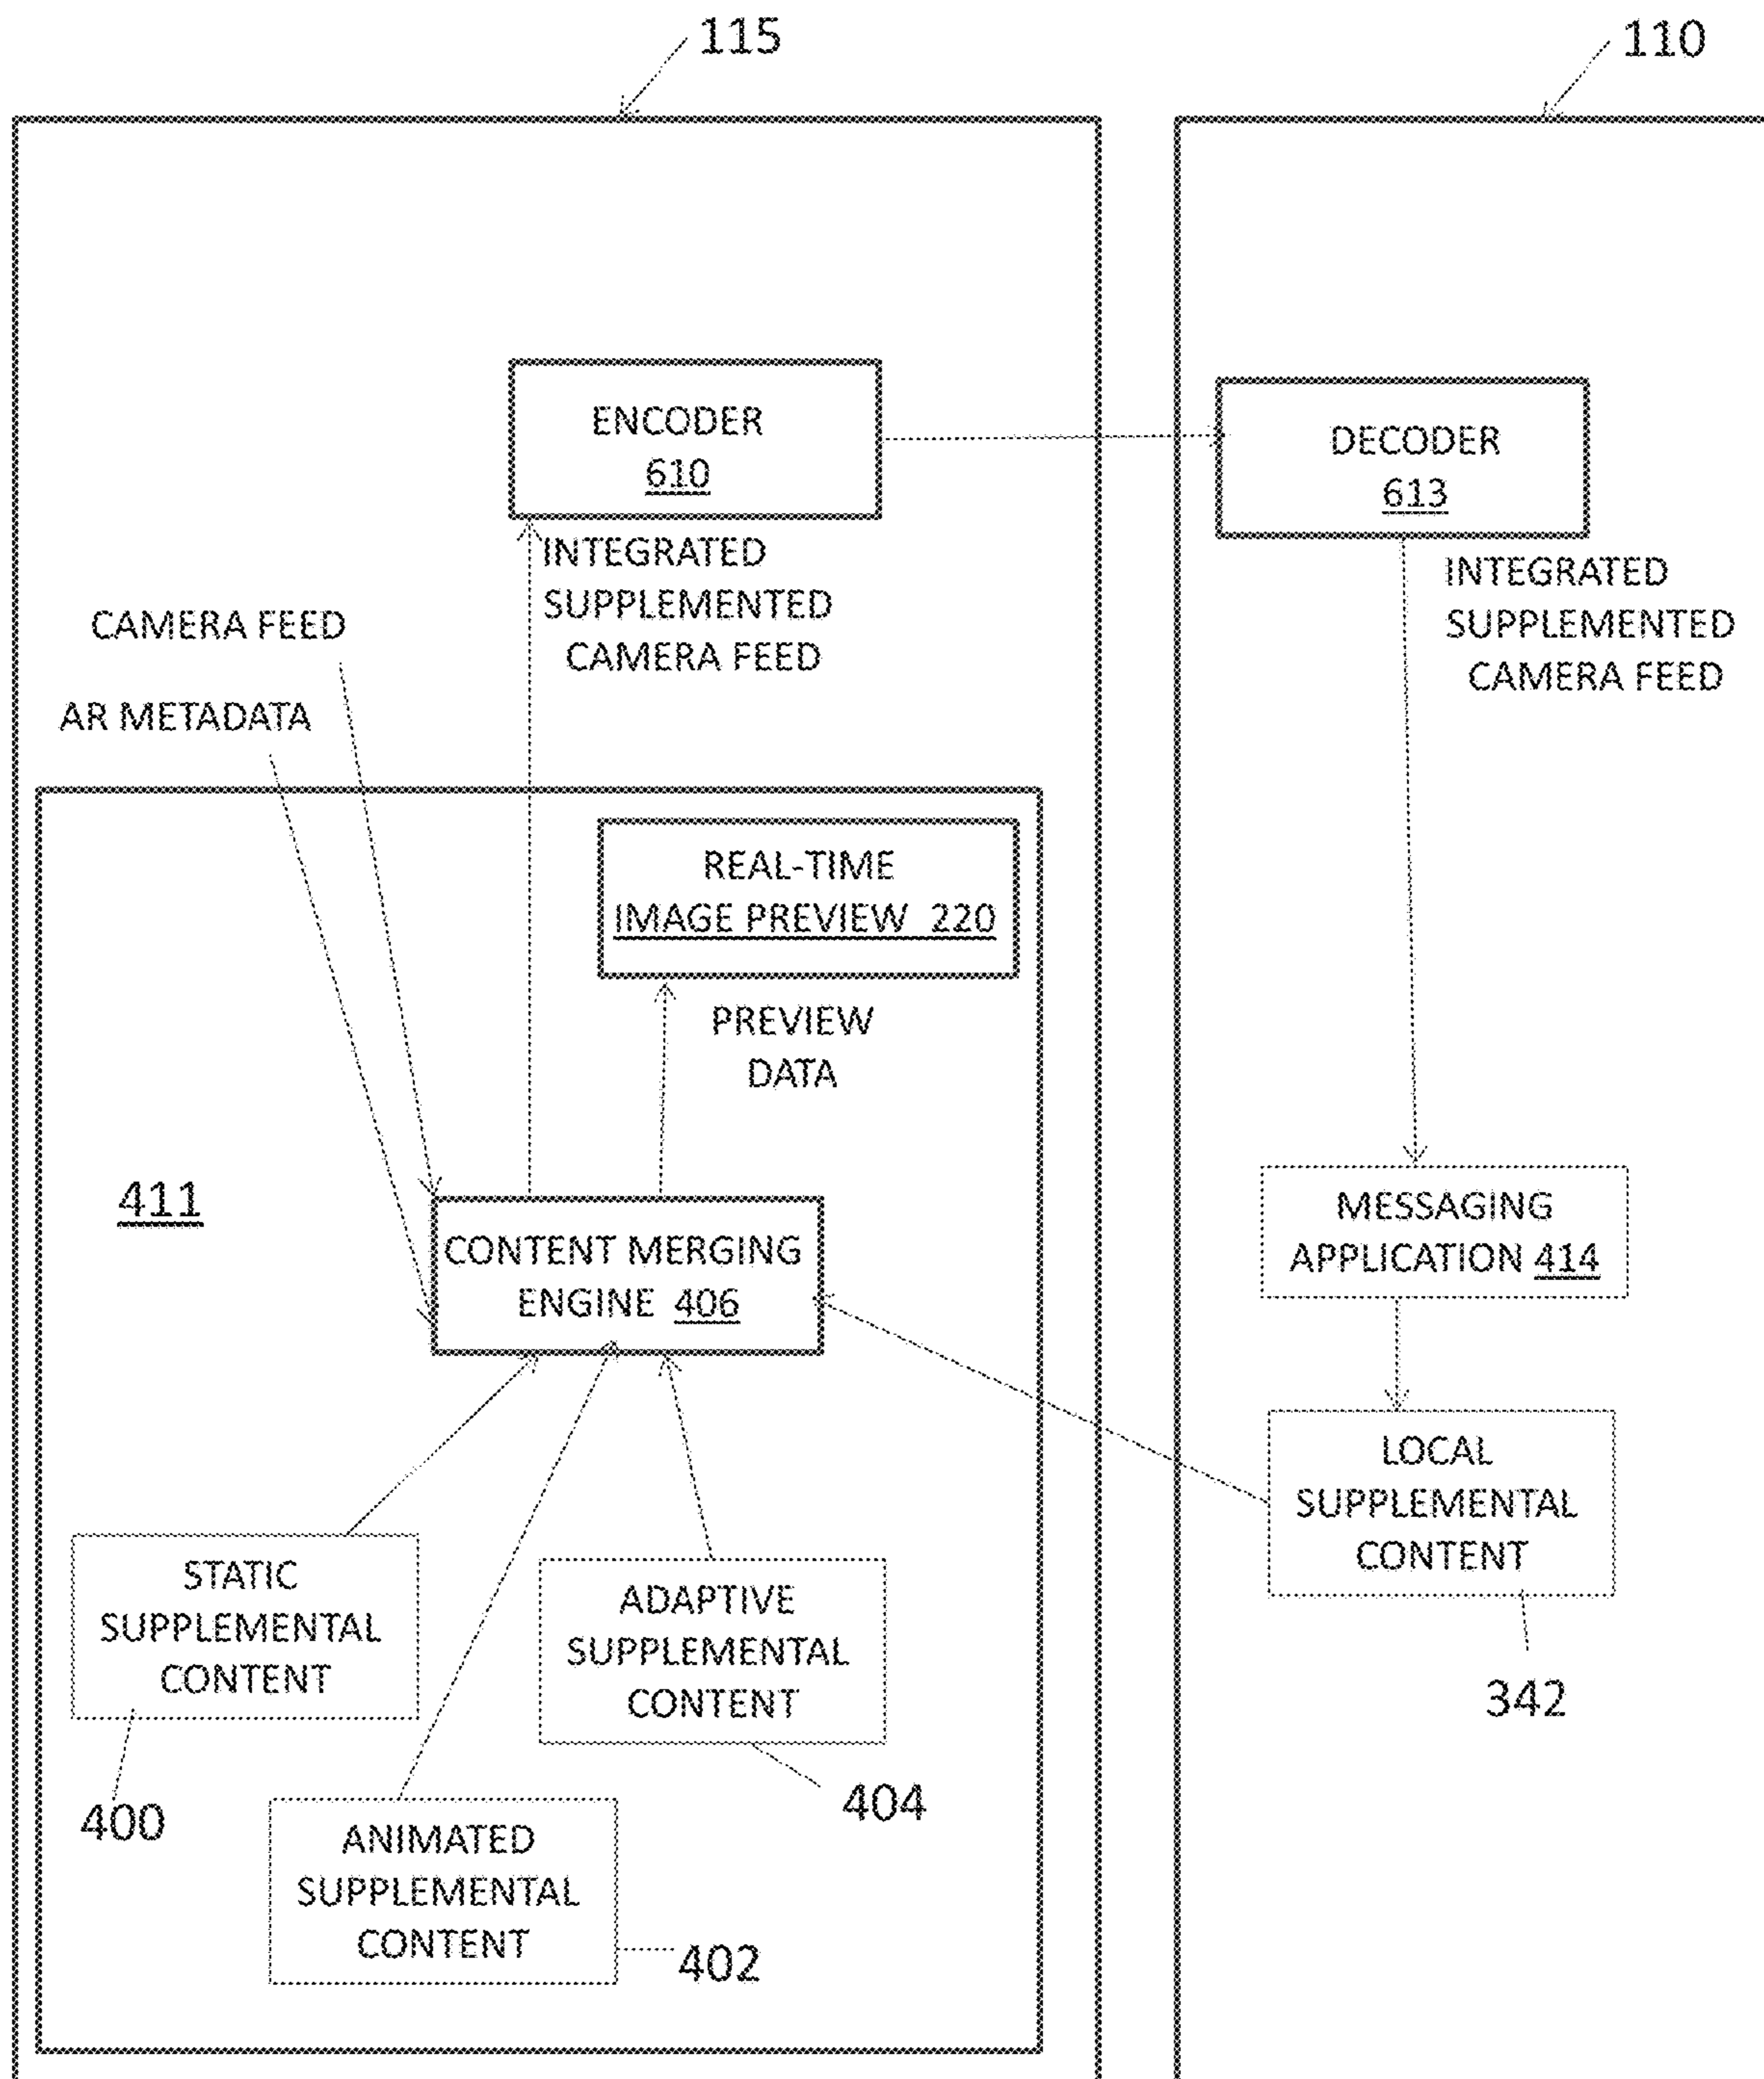 115
110
ENCODER
610
DECODER
613
INTEGRATED
SUPPLEMENTED
CAMERA FEED
INTEGRATED
SUPPLEMENTED
CAMERA FEED
CAMERA FEED
AR METADATA
REAL-TIME
IMAGE PREVIEW 220
PREVIEW
DATA
411
CONTENT MERGING
ENGINE 406
MESSAGING
APPLICATION 414
LOCAL
SUPPLEMENTAL
CONTENT
342
STATIC
SUPPLEMENTAL
CONTENT
400
ADAPTIVE
SUPPLEMENTAL
CONTENT
404
ANIMATED
SUPPLEMENTAL
CONTENT
402